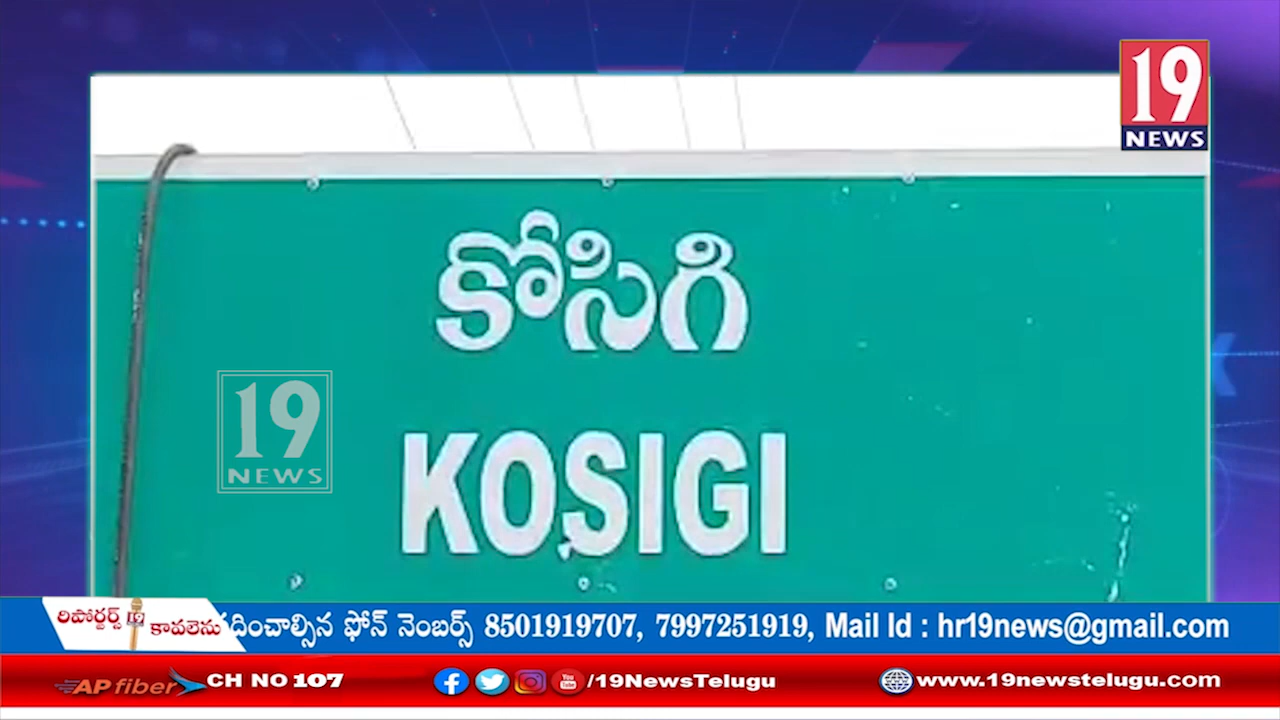 19
NEWS
కోసిగి
19
NEWS
KOSIGI
రిపోర్టర్స్ 19 కావలెను
దించాల్సిన ఫోన్ నెంబర్స్ 8501919707, 7997251919, Mail Id : hr19news@gmail.com
AP fiber CH NO 107
/19NewsTelugu
www.19newstelugu.com